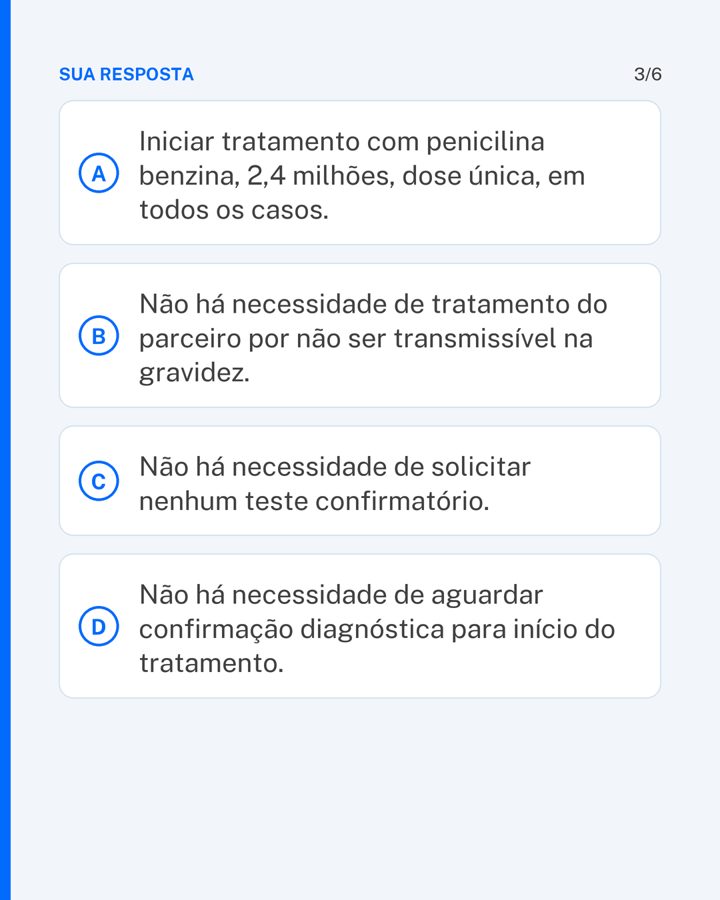 SUA RESPOSTA
3/6
A
Iniciar tratamento com penicilina
benzina, 2,4 milhões, dose única, em
todos os casos.
B
Não há necessidade de tratamento do
parceiro por não ser transmissível na
gravidez.
C
Não há necessidade de solicitar
nenhum teste confirmatório.
D
Não há necessidade de aguardar
confirmação diagnóstica para início do
tratamento.